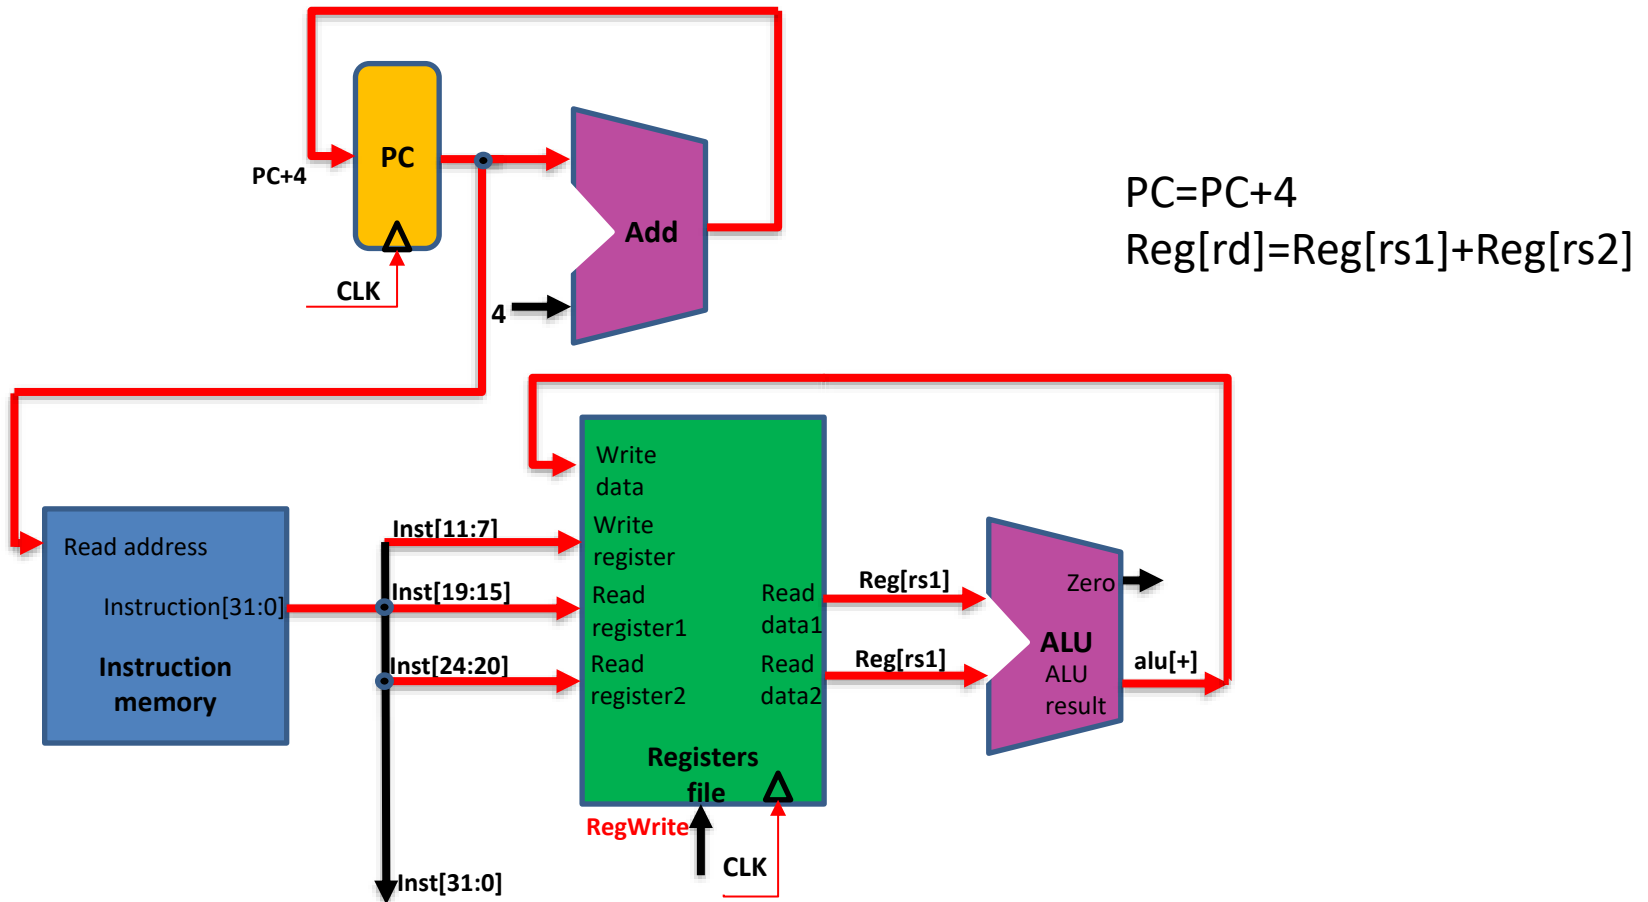 PC
PC+4
CLK
Add
4
PC=PC+4
Reg[rd]=Reg[rs1]+Reg[rs2]
Read address
Instruction[31:0]
Instruction
memory
Inst[11:7]
Inst[19:15]
Inst[24:20]
Inst[31:0]
Write
data
Write
register
Read
register1
Read
register2
Read
data1
Read
data2
Registers
file
RegWrite
CLK
Reg[rs1]
Reg[rs1]
Zero
ALU
ALU
result
alu[+]